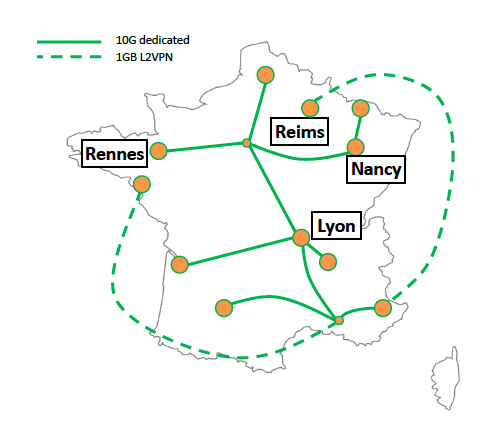 10G dedicated
1GB L2VPN
Reims
Rennes
Nancy
Lyon